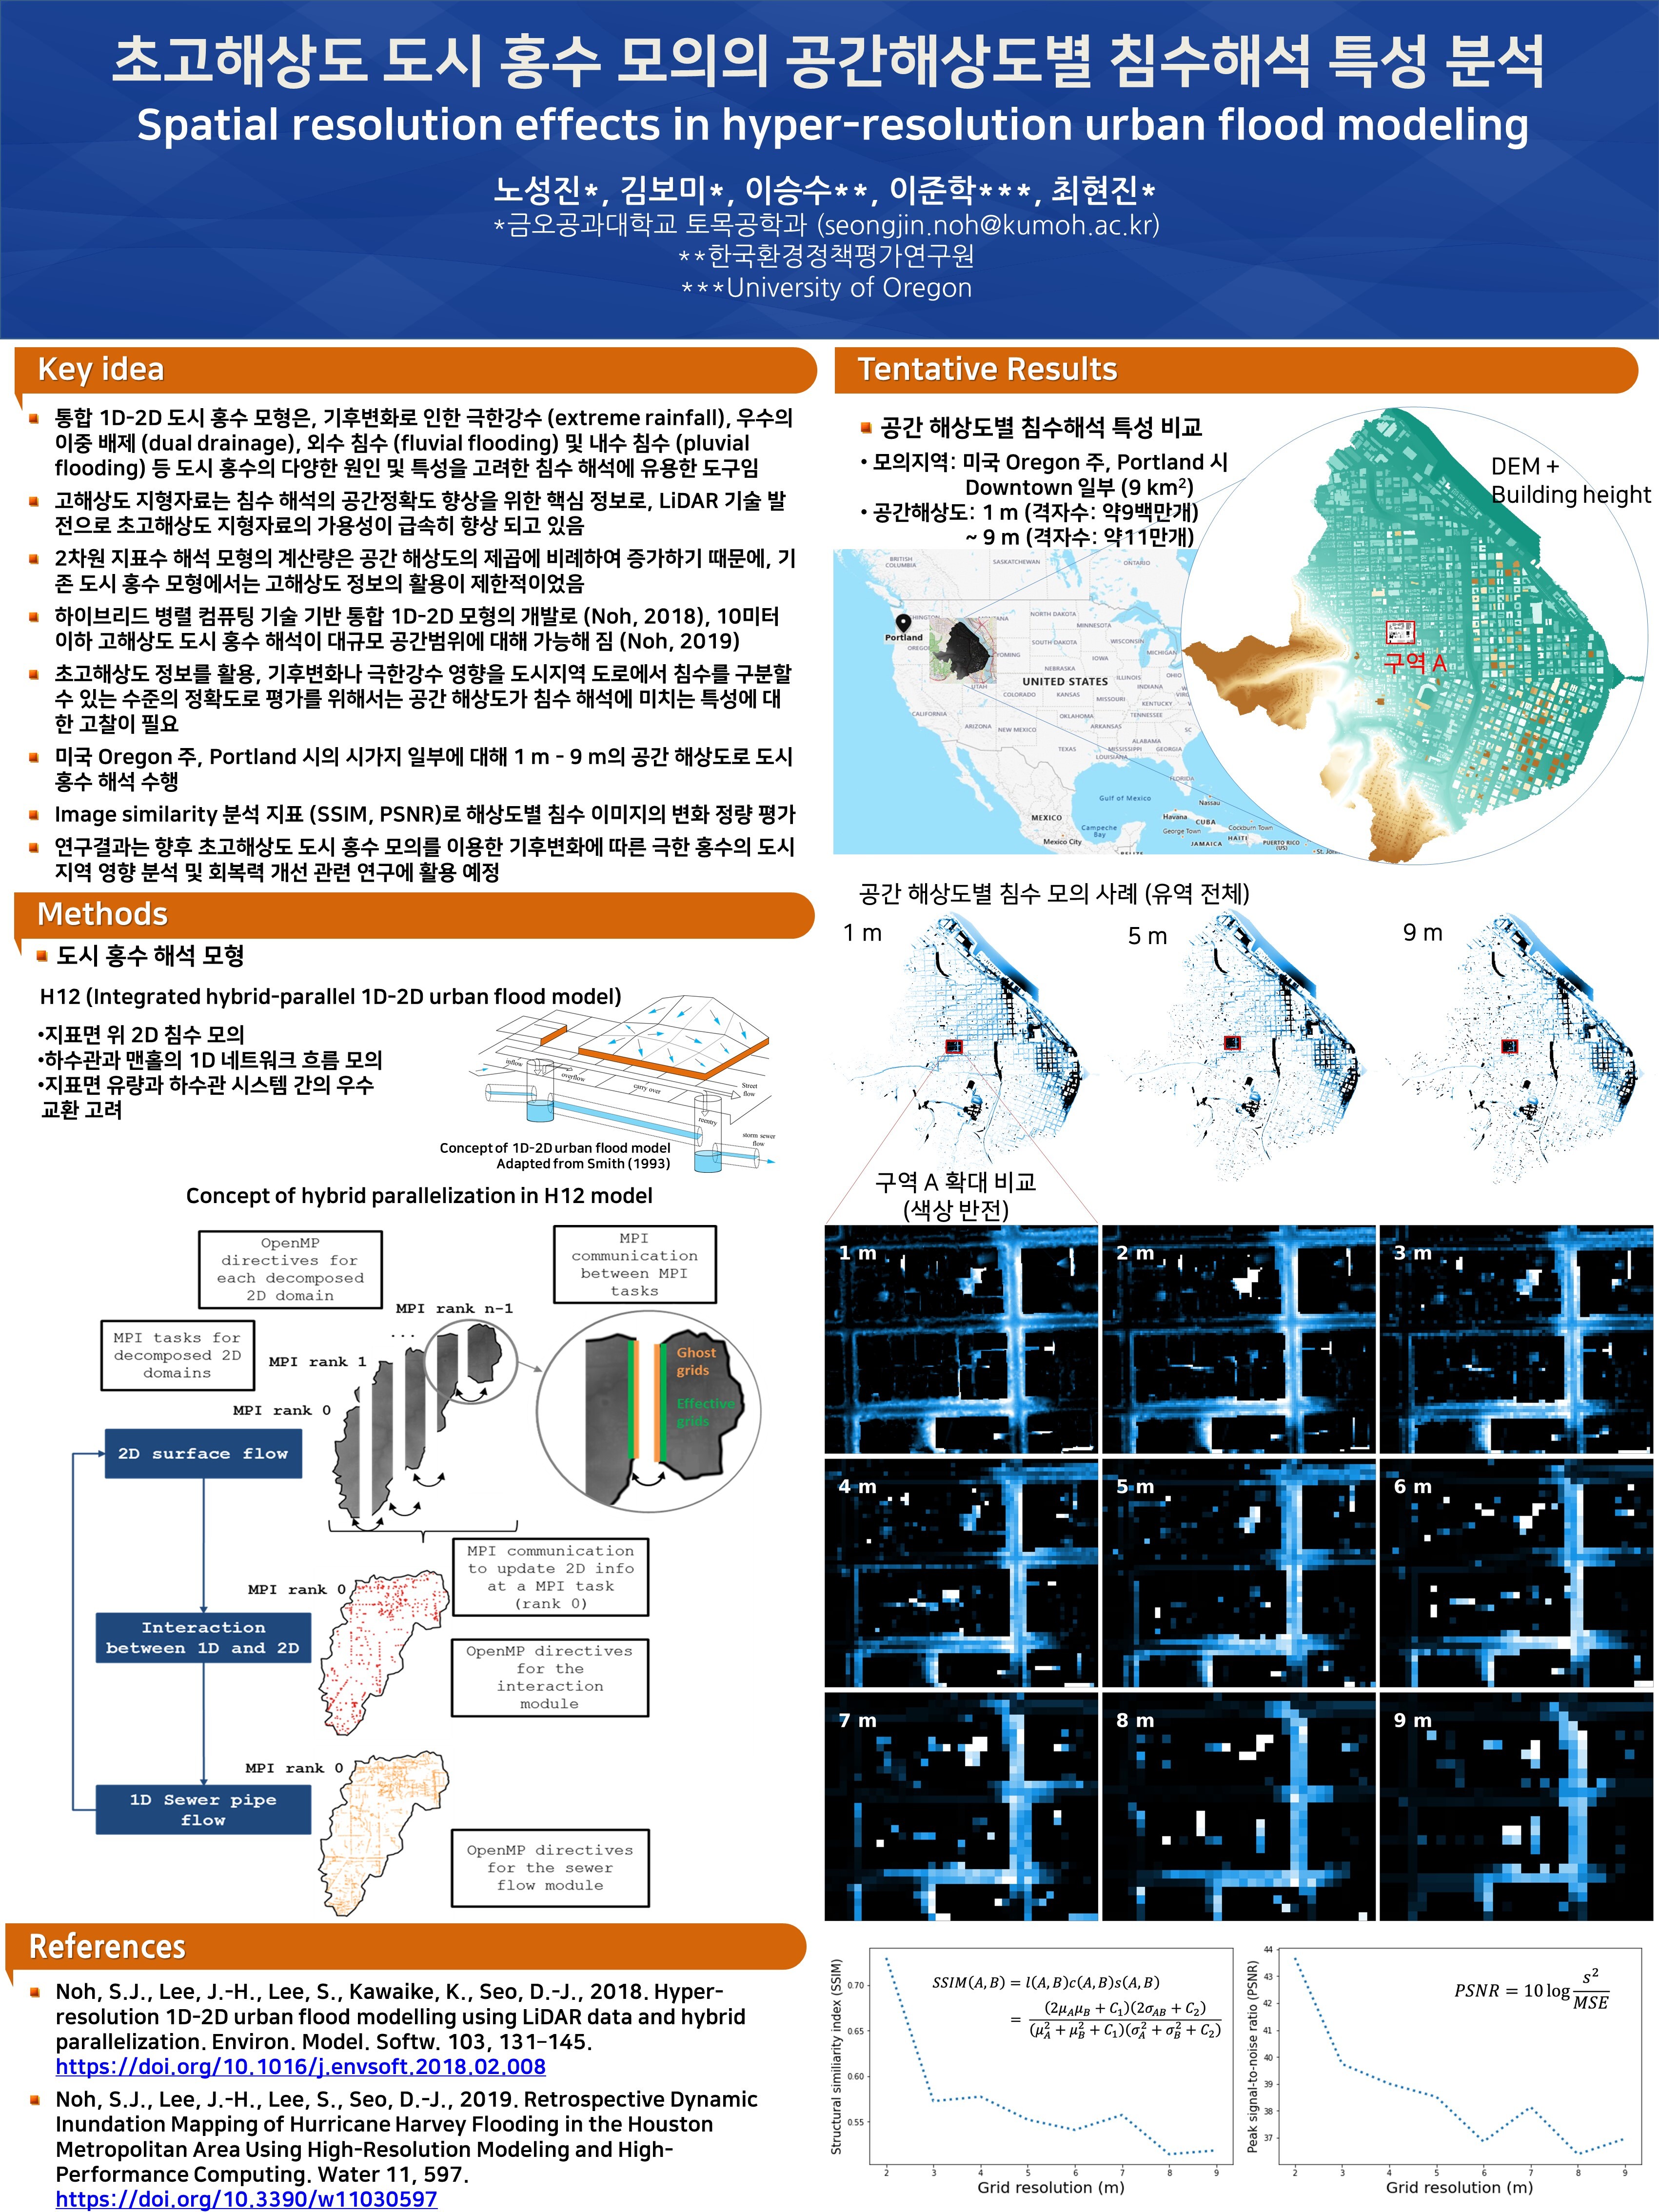 초고해상도 도시 홍수 모의의 공간해상도별 침수해석 특성 분석
Spatial resolution effects in hyper-resolution urban flood modeling
노성진*, 김보미*, 이승수**, 이준학***, 최현진*
*금오공과대학교 토목공학과 (seongjin.noh@kumoh.ac.kr)
**한국환경정책평가연구원
***University of Oregon
Key idea
통합 1D-2D 도시 홍수 모형은, 기후변화로 인한 극한강수 (extreme rainfall), 우수의
이중 배제 (dual drainage), 외수 침수 (fluvial flooding) 및 내수 침수 (pluvial
flooding) 등 도시 홍수의 다양한 원인 및 특성을 고려한 침수 해석에 유용한 도구임
고해상도 지형자료는 침수 해석의 공간정확도 향상을 위한 핵심 정보로, LiDAR 기술 발
전으로 초고해상도 지형자료의 가용성이 급속히 향상 되고 있음
2차원 지표수 해석 모형의 계산량은 공간 해상도의 제곱에 비례하여 증가하기 때문에, 기
존 도시 홍수 모형에서는 고해상도 정보의 활용이 제한적이었음
하이브리드 병렬 컴퓨팅 기술 기반 통합 1D-2D 모형의 개발로 (Noh, 2018), 10미터
이하 고해상도 도시 홍수 해석이 대규모 공간범위에 대해 가능해 짐 (Noh, 2019)
초고해상도 정보를 활용, 기후변화나 극한강수 영향을 도시지역 도로에서 침수를 구분할
수 있는 수준의 정확도로 평가를 위해서는 공간 해상도가 침수 해석에 미치는 특성에 대
한 고찰이 필요
미국 Oregon 주, Portland 시의 시가지 일부에 대해 1 m - 9 m의 공간 해상도로 도시
홍수 해석 수행
Image similarity 분석 지표 (SSIM, PSNR)로 해상도별 침수 이미지의 변화 정량 평가
연구결과는 향후 초고해상도 도시 홍수 모의를 이용한 기후변화에 따른 극한 홍수의 도시
지역 영향 분석 및 회복력 개선 관련 연구에 활용 예정
Methods
도시 홍수 해석 모형
H12 (Integrated hybrid-parallel 1D-2D urban flood model)
•지표면 위 2D 침수 모의
•하수관과 맨홀의 1D 네트워크 흐름 모의
•지표면 유량과 하수관 시스템 간의 우수
교환 고려
inflow
overflow
carry over
Street
flow
reentry
storm sewer
flow
Concept of 1D-2D urban flood model
Adapted from Smith (1993)
Concept of hybrid parallelization in H12 model
OpenMP
directives for
each decomposed
2D domain
MPI
communication
between MPI
tasks
MPI tasks for
decomposed 2D
domains
MPI rank n-1
...
MPI rank 1
MPI rank 0
Ghost
grids
Effective
grids
2D surface flow
MPI communication
to update 2D info
at a MPI task
(rank 0)
MPI rank 0
Interaction
between 1D and 2D
OpenMP directives
for the
interaction
module
MPI rank 0
1D Sewer pipe
flow
OpenMP directives
for the sewer
flow module
References
Noh, S.J., Lee, J.-H., Lee, S., Kawaike, K., Seo, D.-J., 2018. Hyper-
resolution 1D-2D urban flood modelling using LiDAR data and hybrid
parallelization. Environ. Model. Softw. 103, 131–145.
https://doi.org/10.1016/j.envsoft.2018.02.008
Noh, S.J., Lee, J.-H., Lee, S., Seo, D.-J., 2019. Retrospective Dynamic
Inundation Mapping of Hurricane Harvey Flooding in the Houston
Metropolitan Area Using High-Resolution Modeling and High-
Performance Computing. Water 11, 597.
https://doi.org/10.3390/w11030597
Tentative Results
공간 해상도별 침수해석 특성 비교
• 모의지역: 미국 Oregon 주, Portland 시
Downtown 일부 (9 km²)
• 공간해상도: 1 m (격자수: 약9백만개)
~ 9 m (격자수: 약11만개)
DEM +
Building height
구역 A
BRITISH
COLUMBIA
SASKATCHEWAN
ONTARIO
Portland
NORTH DAKOTA
MINNESOTA
SOUTH DAKOTA
WISCONSIN
MICHIGAN
IOWA
NEBRASKA
UNITED STATES
ILLINOIS
INDIANA
OHIO
UTAH
COLORADO
KANSAS
MISSOURI
KENTUCKY
CALIFORNIA
ARIZONA
NEW MEXICO
OKLAHOMA
ARKANSAS
TENNESSEE
SC
TEXAS
ALABAMA
MISSISSIPPI
GEORGIA
LOUISIANA
FLORIDA
Gulf of Mexico
Nassau
MEXICO
Mexico City
Campeche
Bay
Havana
CUBA
George Town
Cockburn Town
HAITI
JAMAICA
PUERTO RICO
(US)
공간 해상도별 침수 모의 사례 (유역 전체)
1 m
5 m
9 m
구역 A 확대 비교
(색상 반전)
1 m
2 m
3 m
4 m
5 m
6 m
7 m
8 m
9 m
Structural similiarity index (SSIM)
0.70
0.65
0.60
0.55
SSIM(A, B) = l(A, B)c(A, B)s(A, B)
= (2μ_Aμ_B + C_1)(2σ_AB + C_2) / (μ_A^2 + μ_B^2 + C_1)(σ_A^2 + σ_B^2 + C_2)
2 3 4 5 6 7 8 9
Grid resolution (m)
Peak signal-to-noise ratio (PSNR)
44
43
42
41
40
39
38
37
PSNR = 10 log s^2 / MSE
2 3 4 5 6 7 8 9
Grid resolution (m)